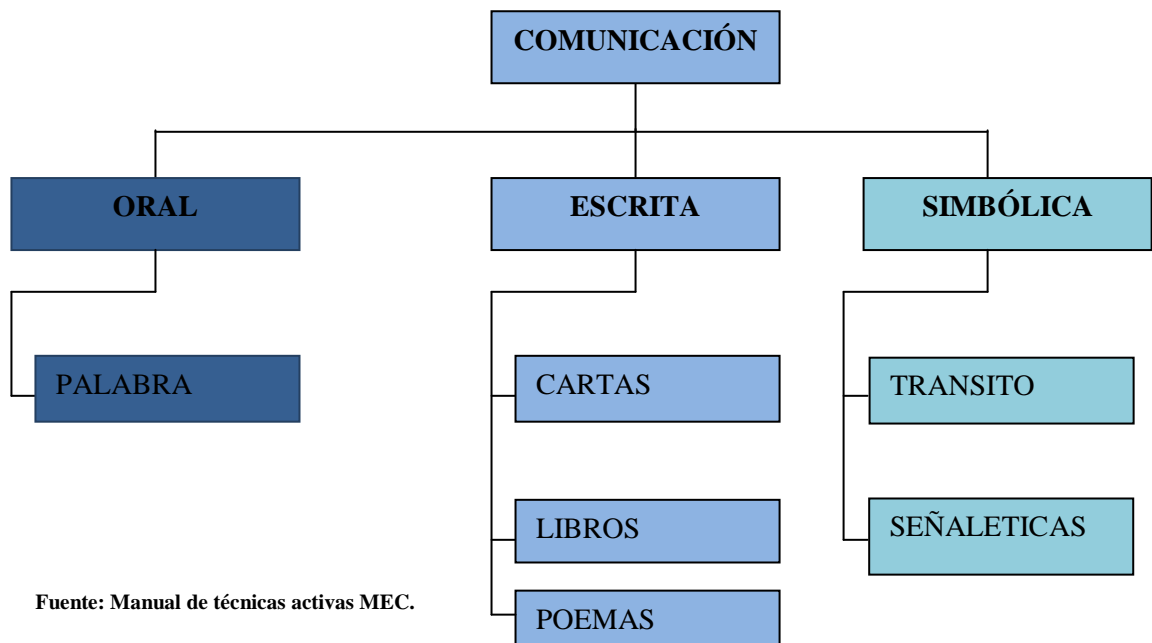 COMUNICACIÓN
ORAL
ESCRITA
SIMBÓLICA
PALABRA
CARTAS
TRANSITO
LIBROS
SEÑALETICAS
POEMAS
Fuente: Manual de técnicas activas MEC.